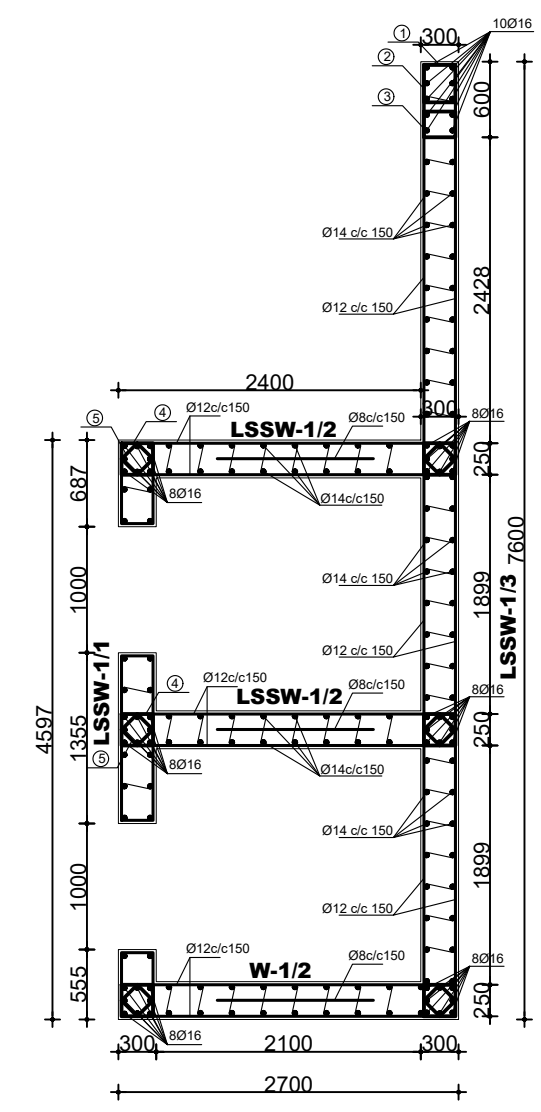 ① 300 10Ø16
②
③
600
Ø14 c/c 150
Ø12 c/c 150
2428
7600
2400
300
⑤ ④ Ø12c/c150 LSSW-1/2 Ø8c/c150 8Ø16
687
8Ø16 Ø14c/c150
250
1000
Ø14 c/c 150
1899
LSSW-1/3
Ø12 c/c 150
4597
LSSW-1/1
1355
④ Ø12c/c150 LSSW-1/2 Ø8c/c150 8Ø16
⑤ 8Ø16 Ø14c/c150
250
1000
Ø14 c/c 150
1899
Ø12 c/c 150
555
Ø12c/c150 W-1/2 Ø8c/c150 8Ø16
250
8Ø16
300 2100 300
2700